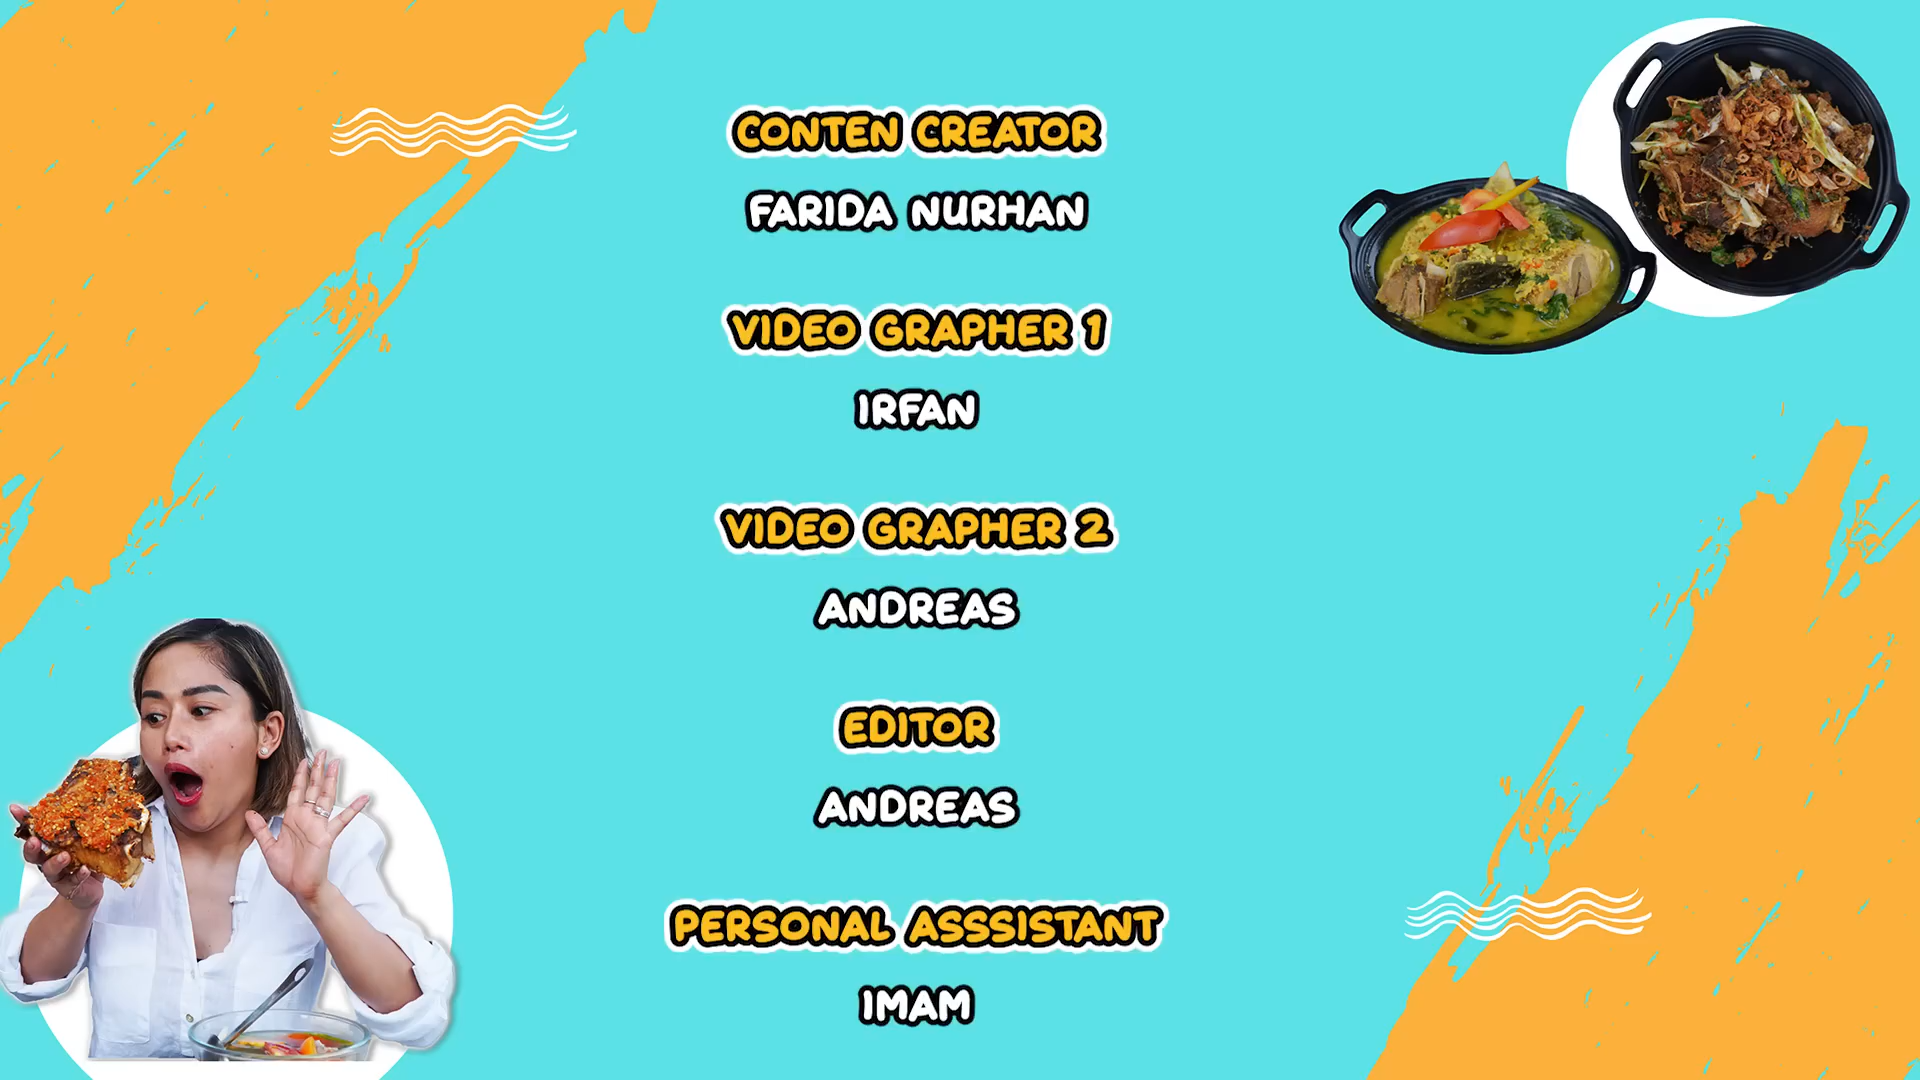 CONTEN CREATOR
FARIDA NURHAN
VIDEO GRAPHER 1
IRFAN
VIDEO GRAPHER 2
ANDREAS
EDITOR
ANDREAS
PERSONAL ASSSISTANT
IMAM